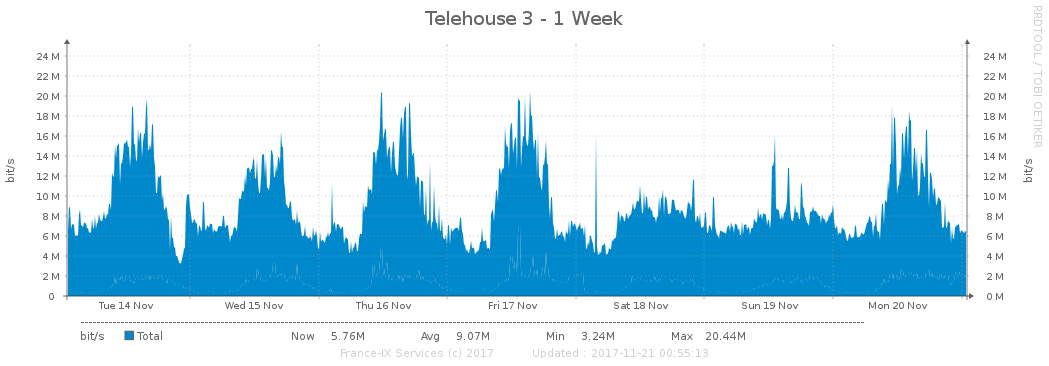 Telehouse 3 - 1 Week
RRDTOOL / TOBI OETIKER
bit/s
24 M 24 M
22 M 22 M
20 M 20 M
18 M 18 M
16 M 16 M
14 M 14 M
12 M 12 M
10 M 10 M
8 M 8 M
6 M 6 M
4 M 4 M
2 M 2 M
0 0 M
bit/s
Tue 14 Nov Wed 15 Nov Thu 16 Nov Fri 17 Nov Sat 18 Nov Sun 19 Nov Mon 20 Nov
bit/s Total Now 5.76M Avg 9.07M Min 3.24M Max 20.44M
France-IX Services (c) 2017 Updated : 2017-11-21 00:55:13